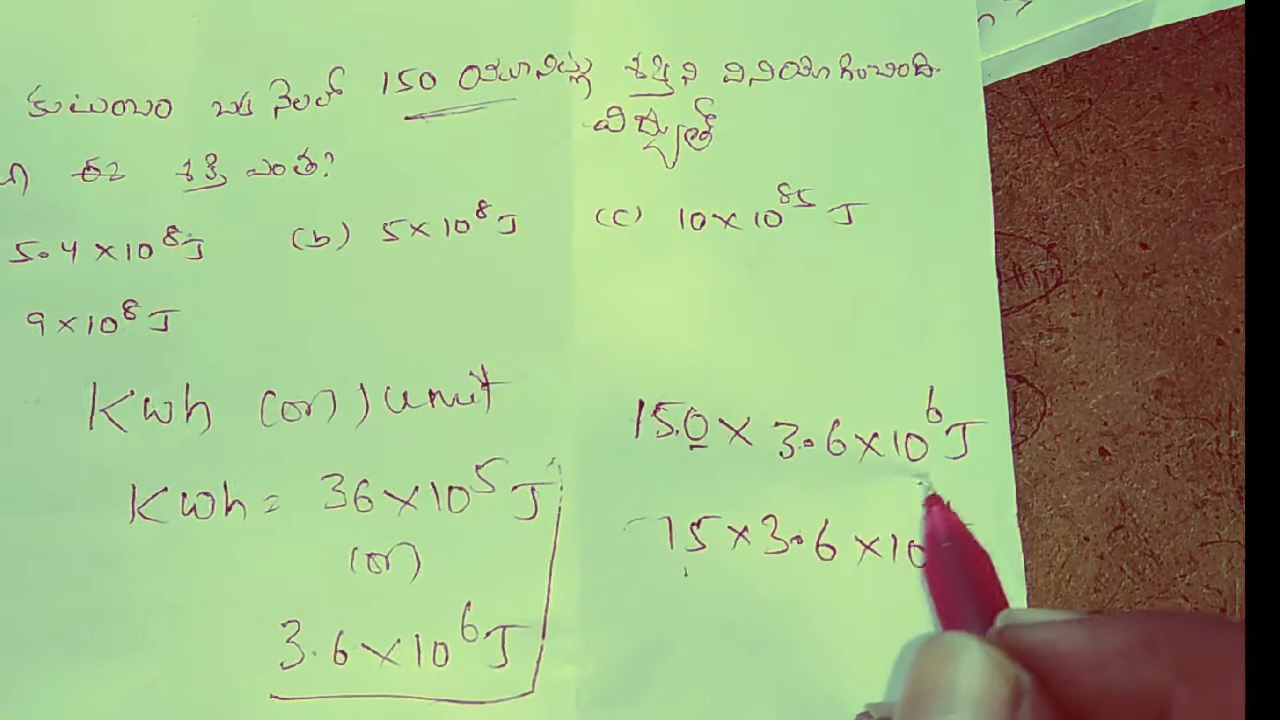 కుటుంబం ఒక నెలలో 150 యూనిట్లు శక్తిని వినియోగించింది.
విద్యుత్
ఈ శక్తి ఎంత?
5.4 × 10⁸ J (b) 5 × 10⁸ J (c) 10 × 10⁸⁵ J
9 × 10⁸ J
Kwh (or) unit
Kwh = 36 × 10⁵ J
(or)
3.6 × 10⁶ J
150 × 3.6 × 10⁶ J
15 × 3.6 × 10